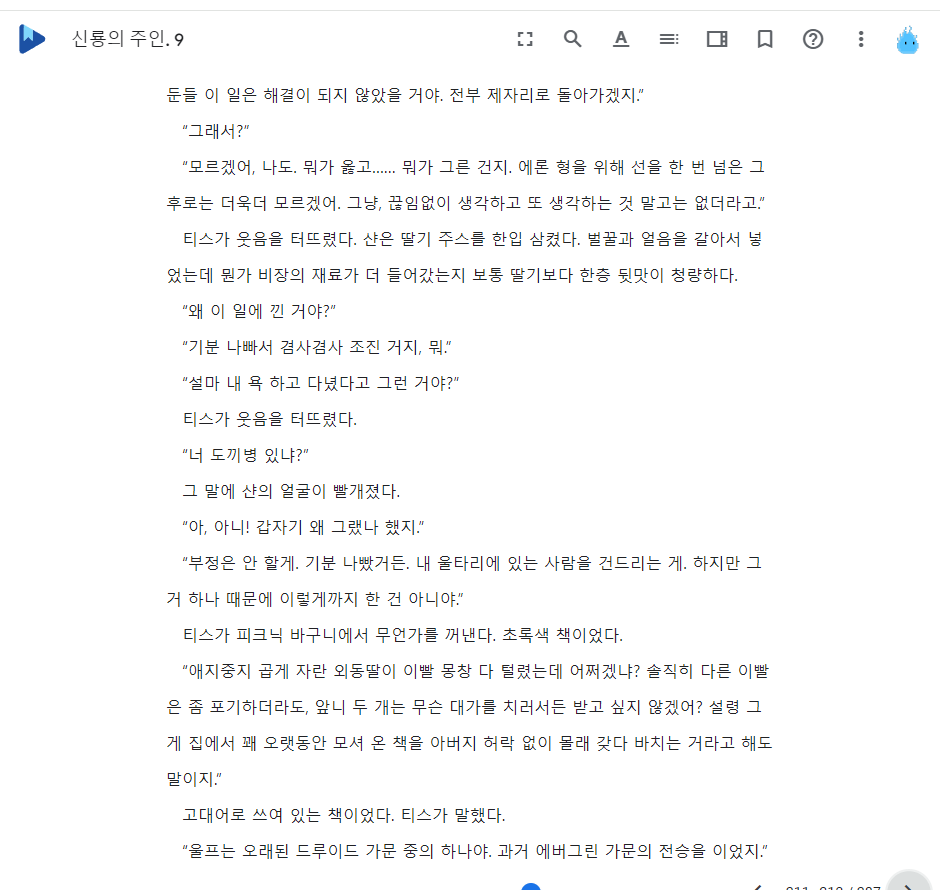 신룡의 주인. 9
둔들 이 일은 해결이 되지 않았을 거야. 전부 제자리로 돌아가겠지.”
“그래서?”
“모르겠어, 나도. 뭐가 옳고…… 뭐가 그른 건지. 에론 형을 위해 선을 한 번 넘은 그
후로는 더욱더 모르겠어. 그냥, 끊임없이 생각하고 또 생각하는 것 말고는 없더라고.”
티스가 웃음을 터뜨렸다. 샨은 딸기 주스를 한입 삼켰다. 벌꿀과 얼음을 갈아서 넣
었는데 뭔가 비장의 재료가 더 들어갔는지 보통 딸기보다 한층 뒷맛이 청량하다.
“왜 이 일에 낀 거야?”
“기분 나빠서 겸사겸사 조진 거지, 뭐.”
“설마 내 욕 하고 다녔다고 그런 거야?”
티스가 웃음을 터뜨렸다.
“너 도끼병 있냐?”
그 말에 샨의 얼굴이 빨개졌다.
“아, 아니! 갑자기 왜 그랬나 했지.”
“부정은 안 할게. 기분 나빴거든. 내 울타리에 있는 사람을 건드리는 게. 하지만 그
거 하나 때문에 이렇게까지 한 건 아니야.”
티스가 피크닉 바구니에서 무언가를 꺼낸다. 초록색 책이었다.
“애지중지 곱게 자란 외동딸이 이빨 몽창 다 털렸는데 어쩌겠냐? 솔직히 다른 이빨
은 좀 포기하더라도, 앞니 두 개는 무슨 대가를 치러서든 받고 싶지 않겠어? 설령 그
게 집에서 꽤 오랫동안 모셔 온 책을 아버지 허락 없이 몰래 갖다 바치는 거라고 해도
말이지.”
고대어로 쓰여 있는 책이었다. 티스가 말했다.
“울프는 오래된 드루이드 가문 중의 하나야. 과거 에버그린 가문의 전승을 이었지.”